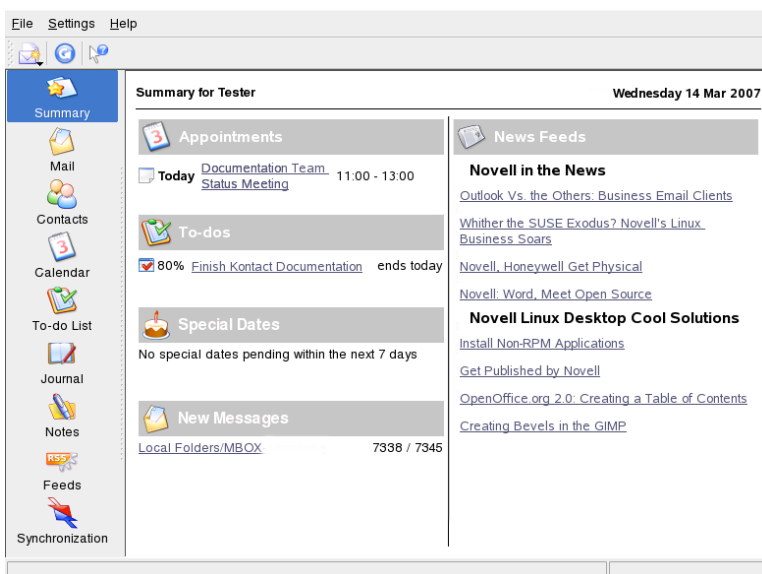 File Settings Help
Summary
Mail
Contacts
3
Calendar
To-do List
Journal
Notes
RSS
Feeds
Synchronization
Summary for Tester
Wednesday 14 Mar 2007
3 Appointments
Today Documentation Team
Status Meeting 11:00 - 13:00
To-dos
80% Finish Kontact Documentation ends today
Special Dates
No special dates pending within the next 7 days
New Messages
Local Folders/MBOX 7338 / 7345
News Feeds
Novell in the News
Outlook Vs. the Others: Business Email Clients
Whither the SUSE Exodus? Novell's Linux
Business Soars
Novell, Honeywell Get Physical
Novell: Word, Meet Open Source
Novell Linux Desktop Cool Solutions
Install Non-RPM Applications
Get Published by Novell
OpenOffice.org 2.0: Creating a Table of Contents
Creating Bevels in the GIMP